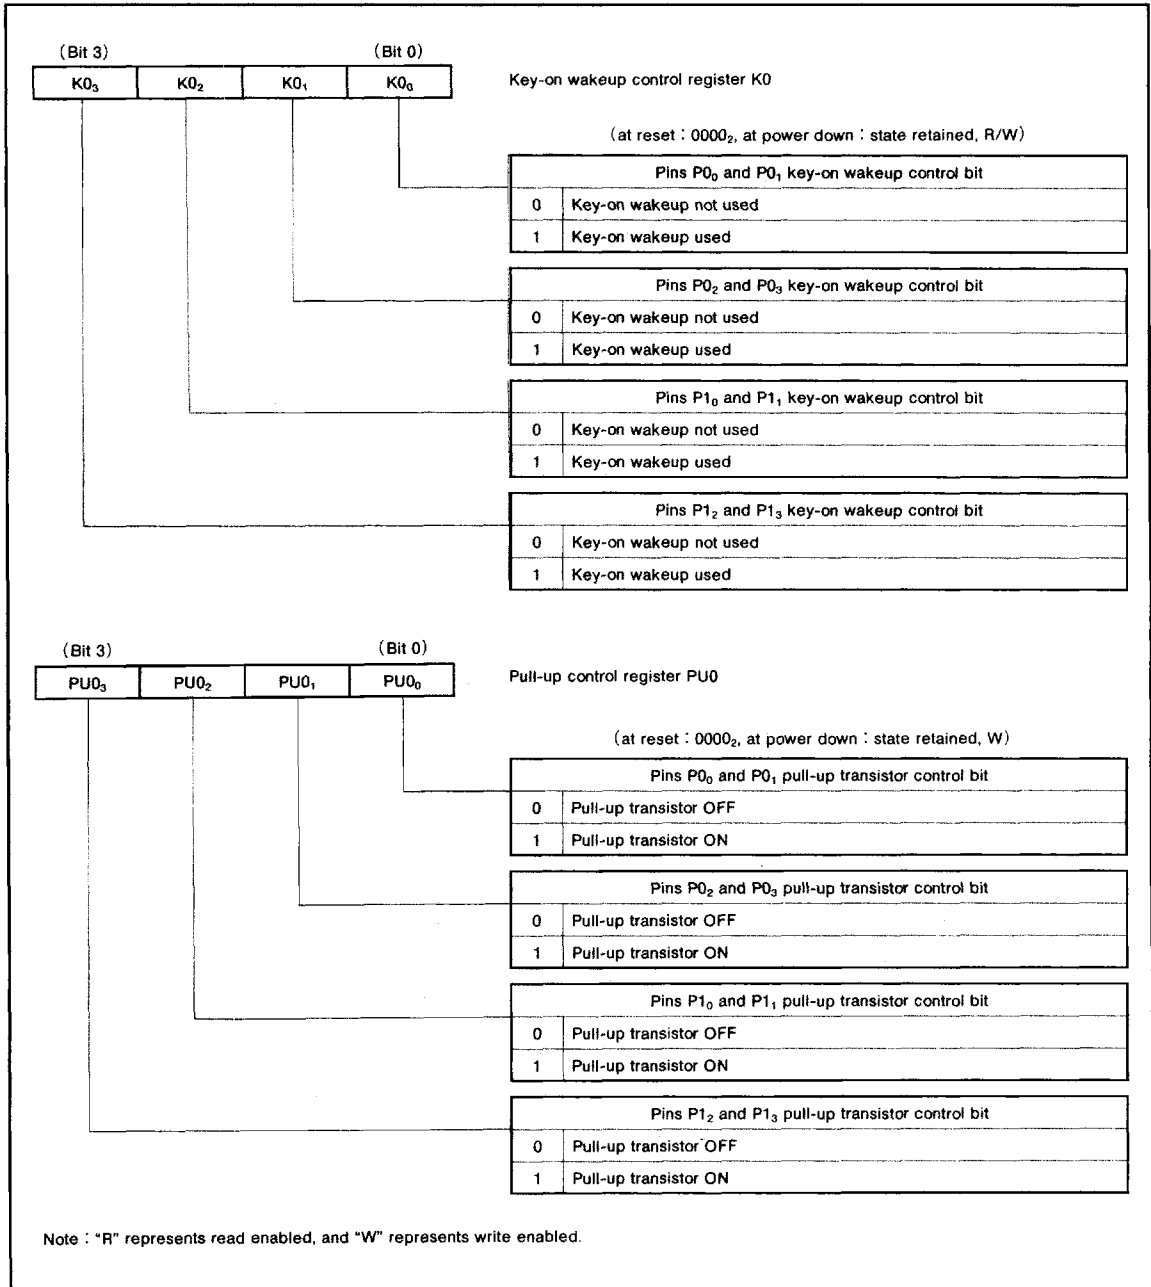 (Bit 3) (Bit 0)
K0₃ K0₂ K0₁ K0₀ Key-on wakeup control register K0
(at reset : 0000₂, at power down : state retained, R/W)
Pins P0₀ and P0₁ key-on wakeup control bit
0 Key-on wakeup not used
1 Key-on wakeup used
Pins P0₂ and P0₃ key-on wakeup control bit
0 Key-on wakeup not used
1 Key-on wakeup used
Pins P1₀ and P1₁ key-on wakeup control bit
0 Key-on wakeup not used
1 Key-on wakeup used
Pins P1₂ and P1₃ key-on wakeup control bit
0 Key-on wakeup not used
1 Key-on wakeup used
(Bit 3) (Bit 0)
PU0₃ PU0₂ PU0₁ PU0₀ Pull-up control register PU0
(at reset : 0000₂, at power down : state retained, W)
Pins P0₀ and P0₁ pull-up transistor control bit
0 Pull-up transistor OFF
1 Pull-up transistor ON
Pins P0₂ and P0₃ pull-up transistor control bit
0 Pull-up transistor OFF
1 Pull-up transistor ON
Pins P1₀ and P1₁ pull-up transistor control bit
0 Pull-up transistor OFF
1 Pull-up transistor ON
Pins P1₂ and P1₃ pull-up transistor control bit
0 Pull-up transistor OFF
1 Pull-up transistor ON
Note : "R" represents read enabled, and "W" represents write enabled.